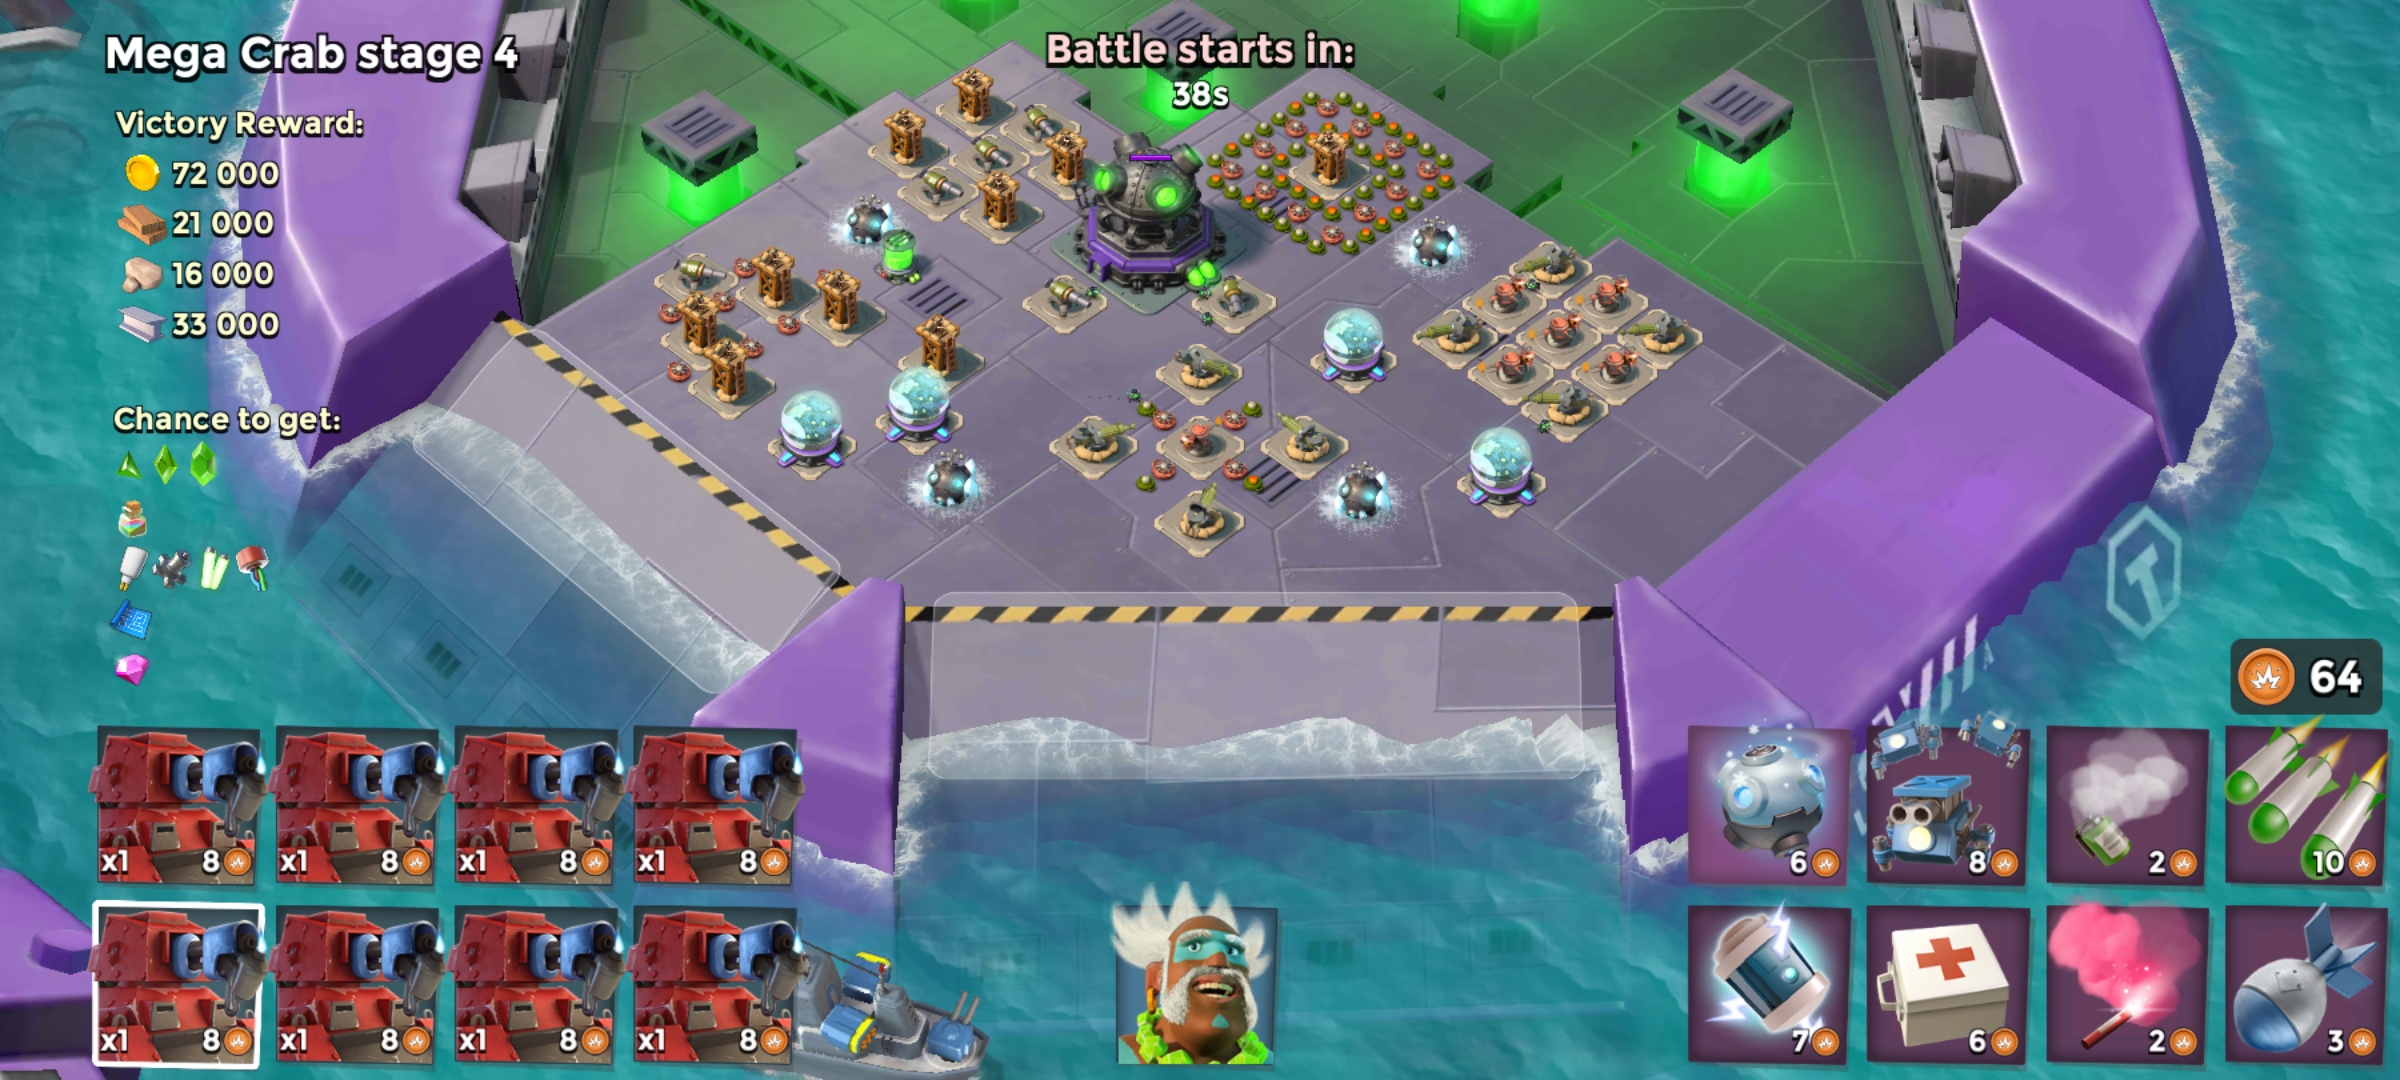 Mega Crab stage 4
Battle starts in:
38s
Victory Reward:
72 000
21 000
16 000
33 000
Chance to get:
64
x1 8
x1 8
x1 8
x1 8
6
8
2
10
x1 8
x1 8
x1 8
x1 8
7
6
2
3